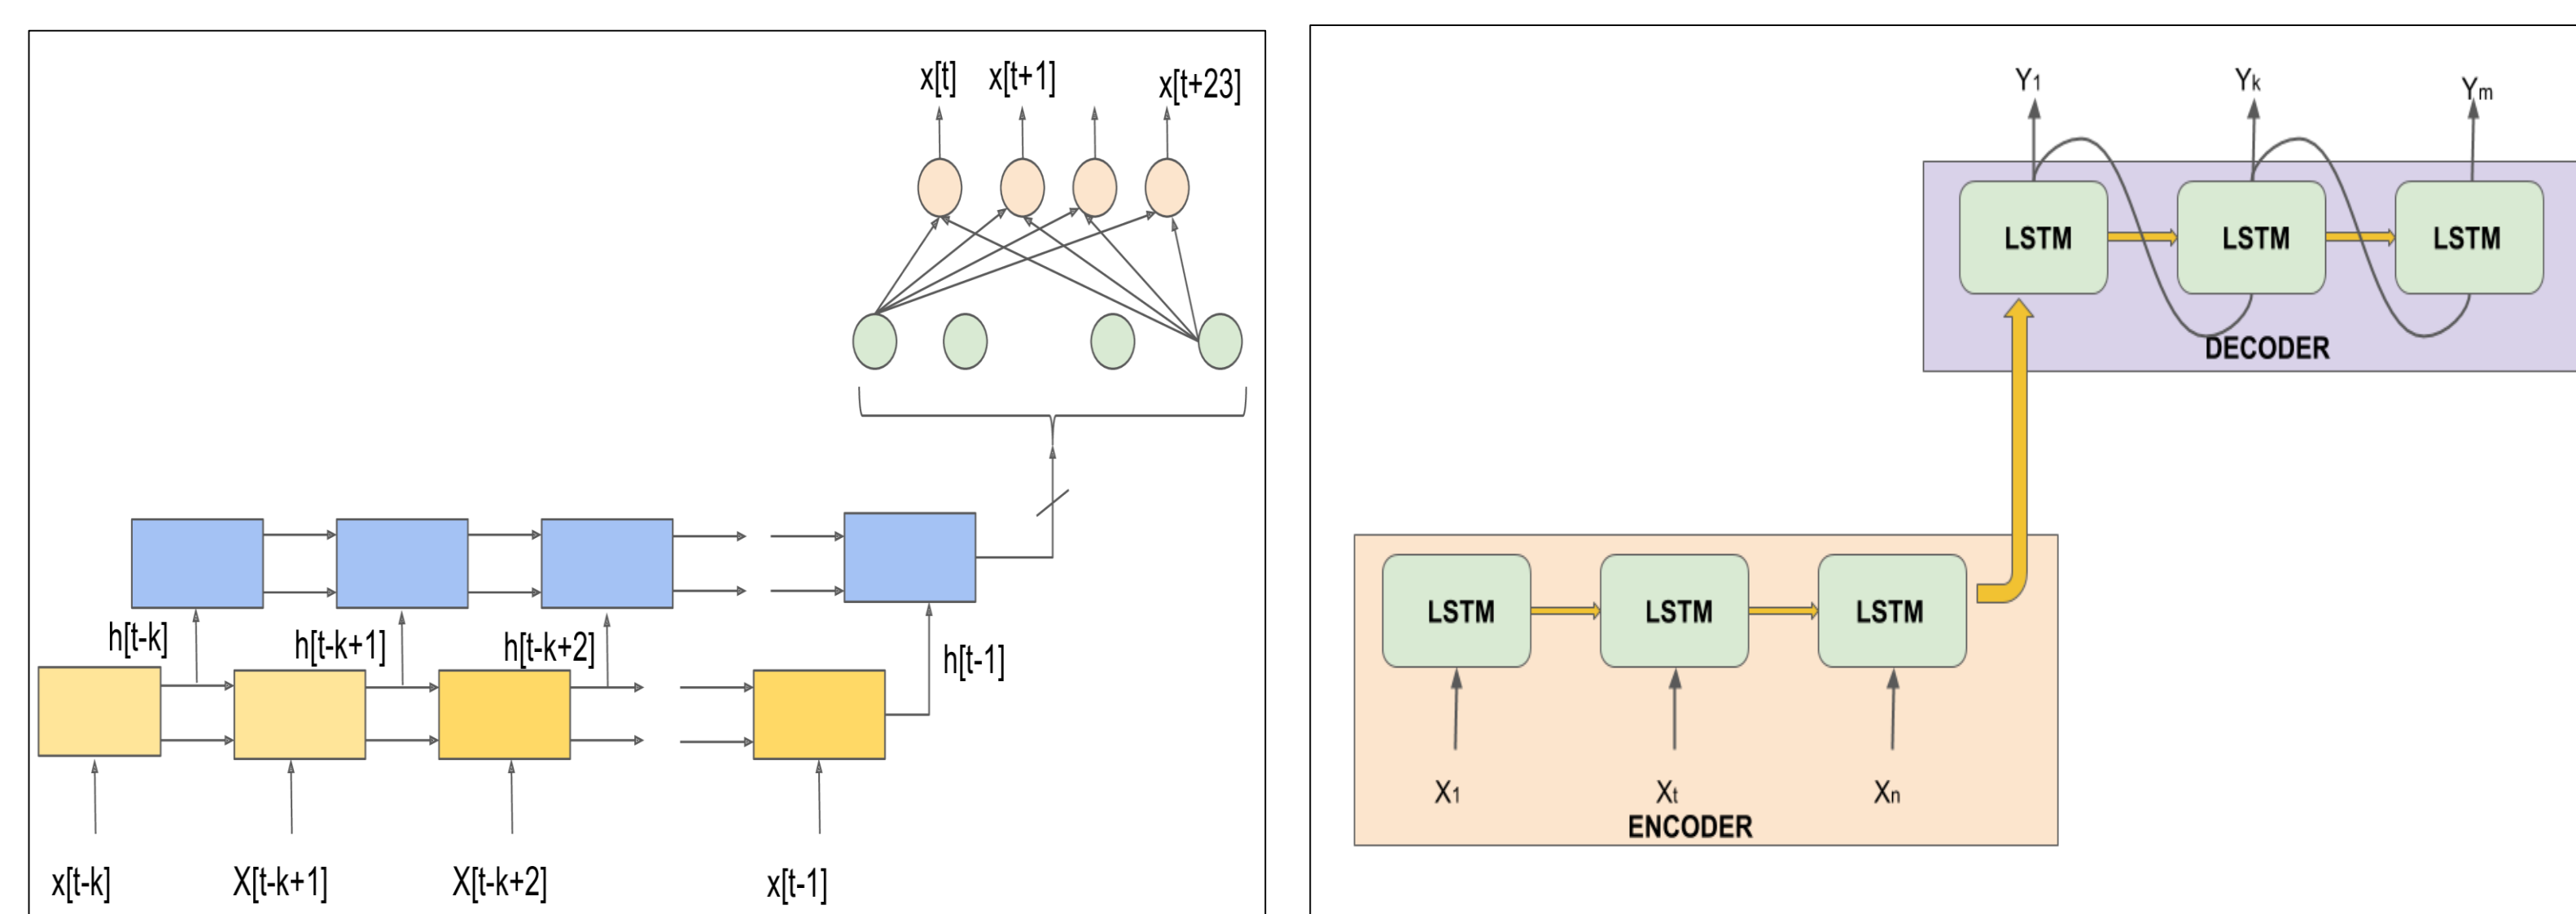 x[t] x[t+1] x[t+23]
h[t-k] h[t-k+1] h[t-k+2] h[t-1]
x[t-k] X[t-k+1] X[t-k+2] x[t-1]
Y1 Yk Ym
LSTM LSTM LSTM
DECODER
LSTM LSTM LSTM
X1 Xt Xn
ENCODER